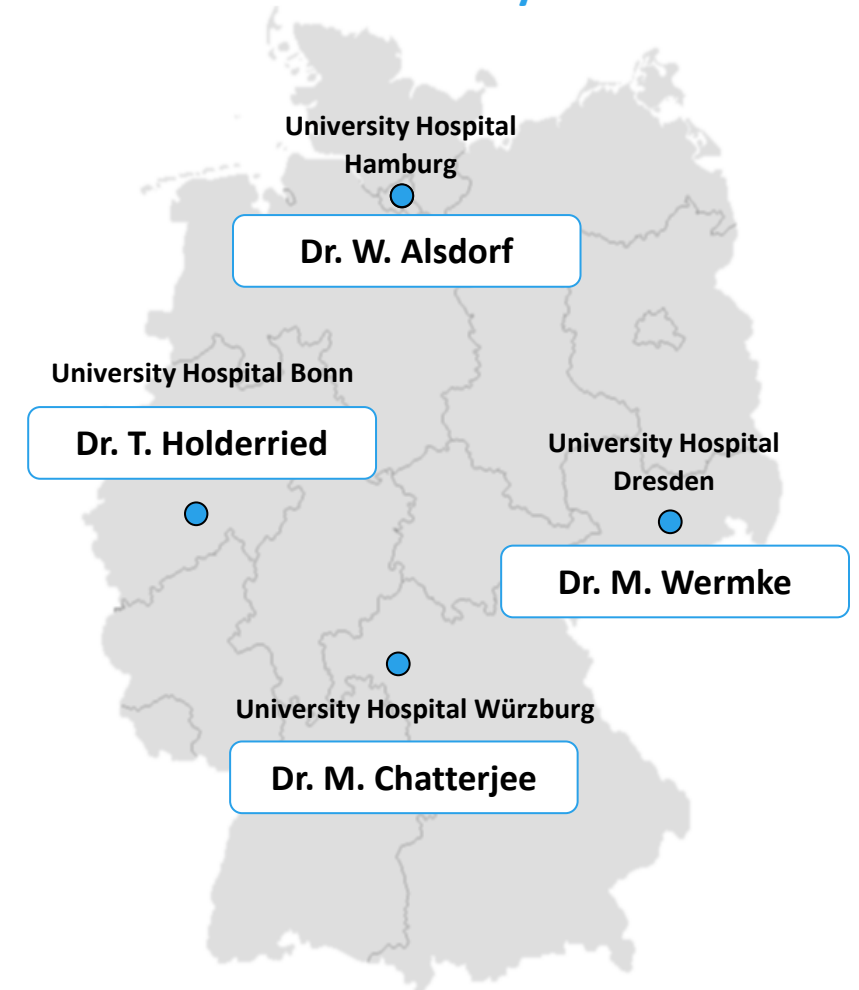 University Hospital
Hamburg
Dr. W. Alsdorf
University Hospital Bonn
Dr. T. Holderried
University Hospital
Dresden
Dr. M. Wermke
University Hospital Würzburg
Dr. M. Chatterjee